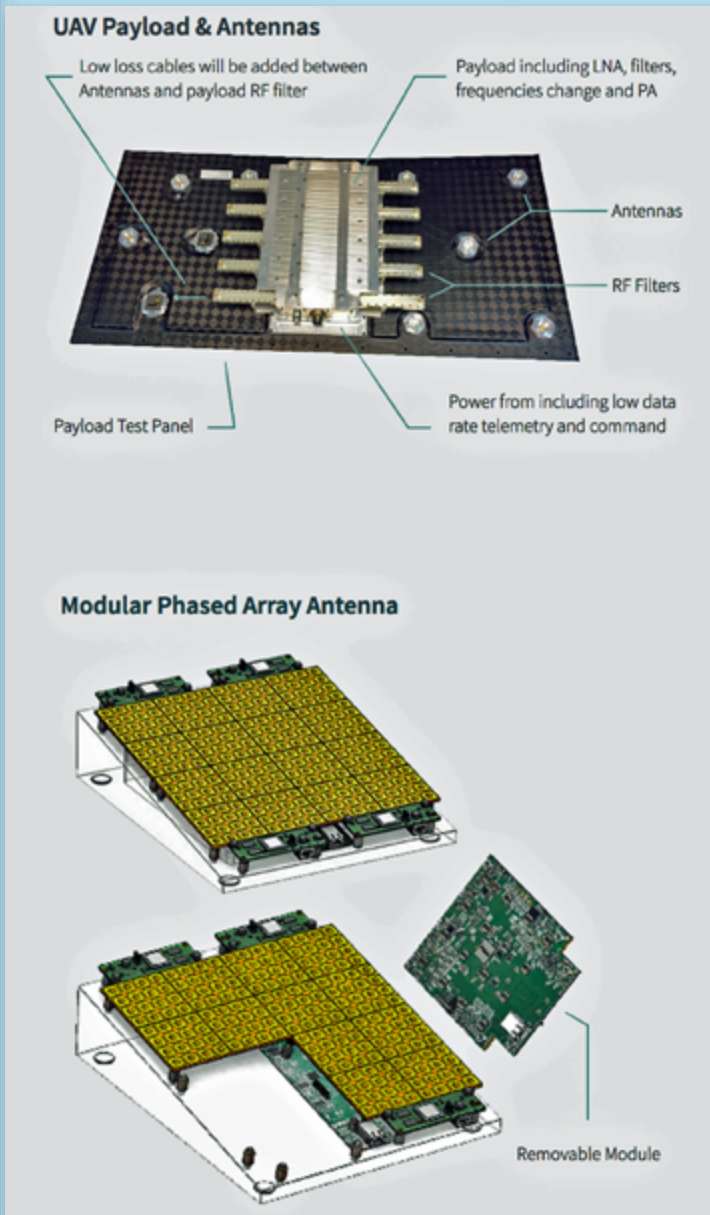 UAV Payload & Antennas
Low loss cables will be added between
Antennas and payload RF filter
Payload including LNA, filters,
frequencies change and PA
Antennas
RF Filters
Payload Test Panel
Power from including low data
rate telemetry and command
Modular Phased Array Antenna
Removable Module